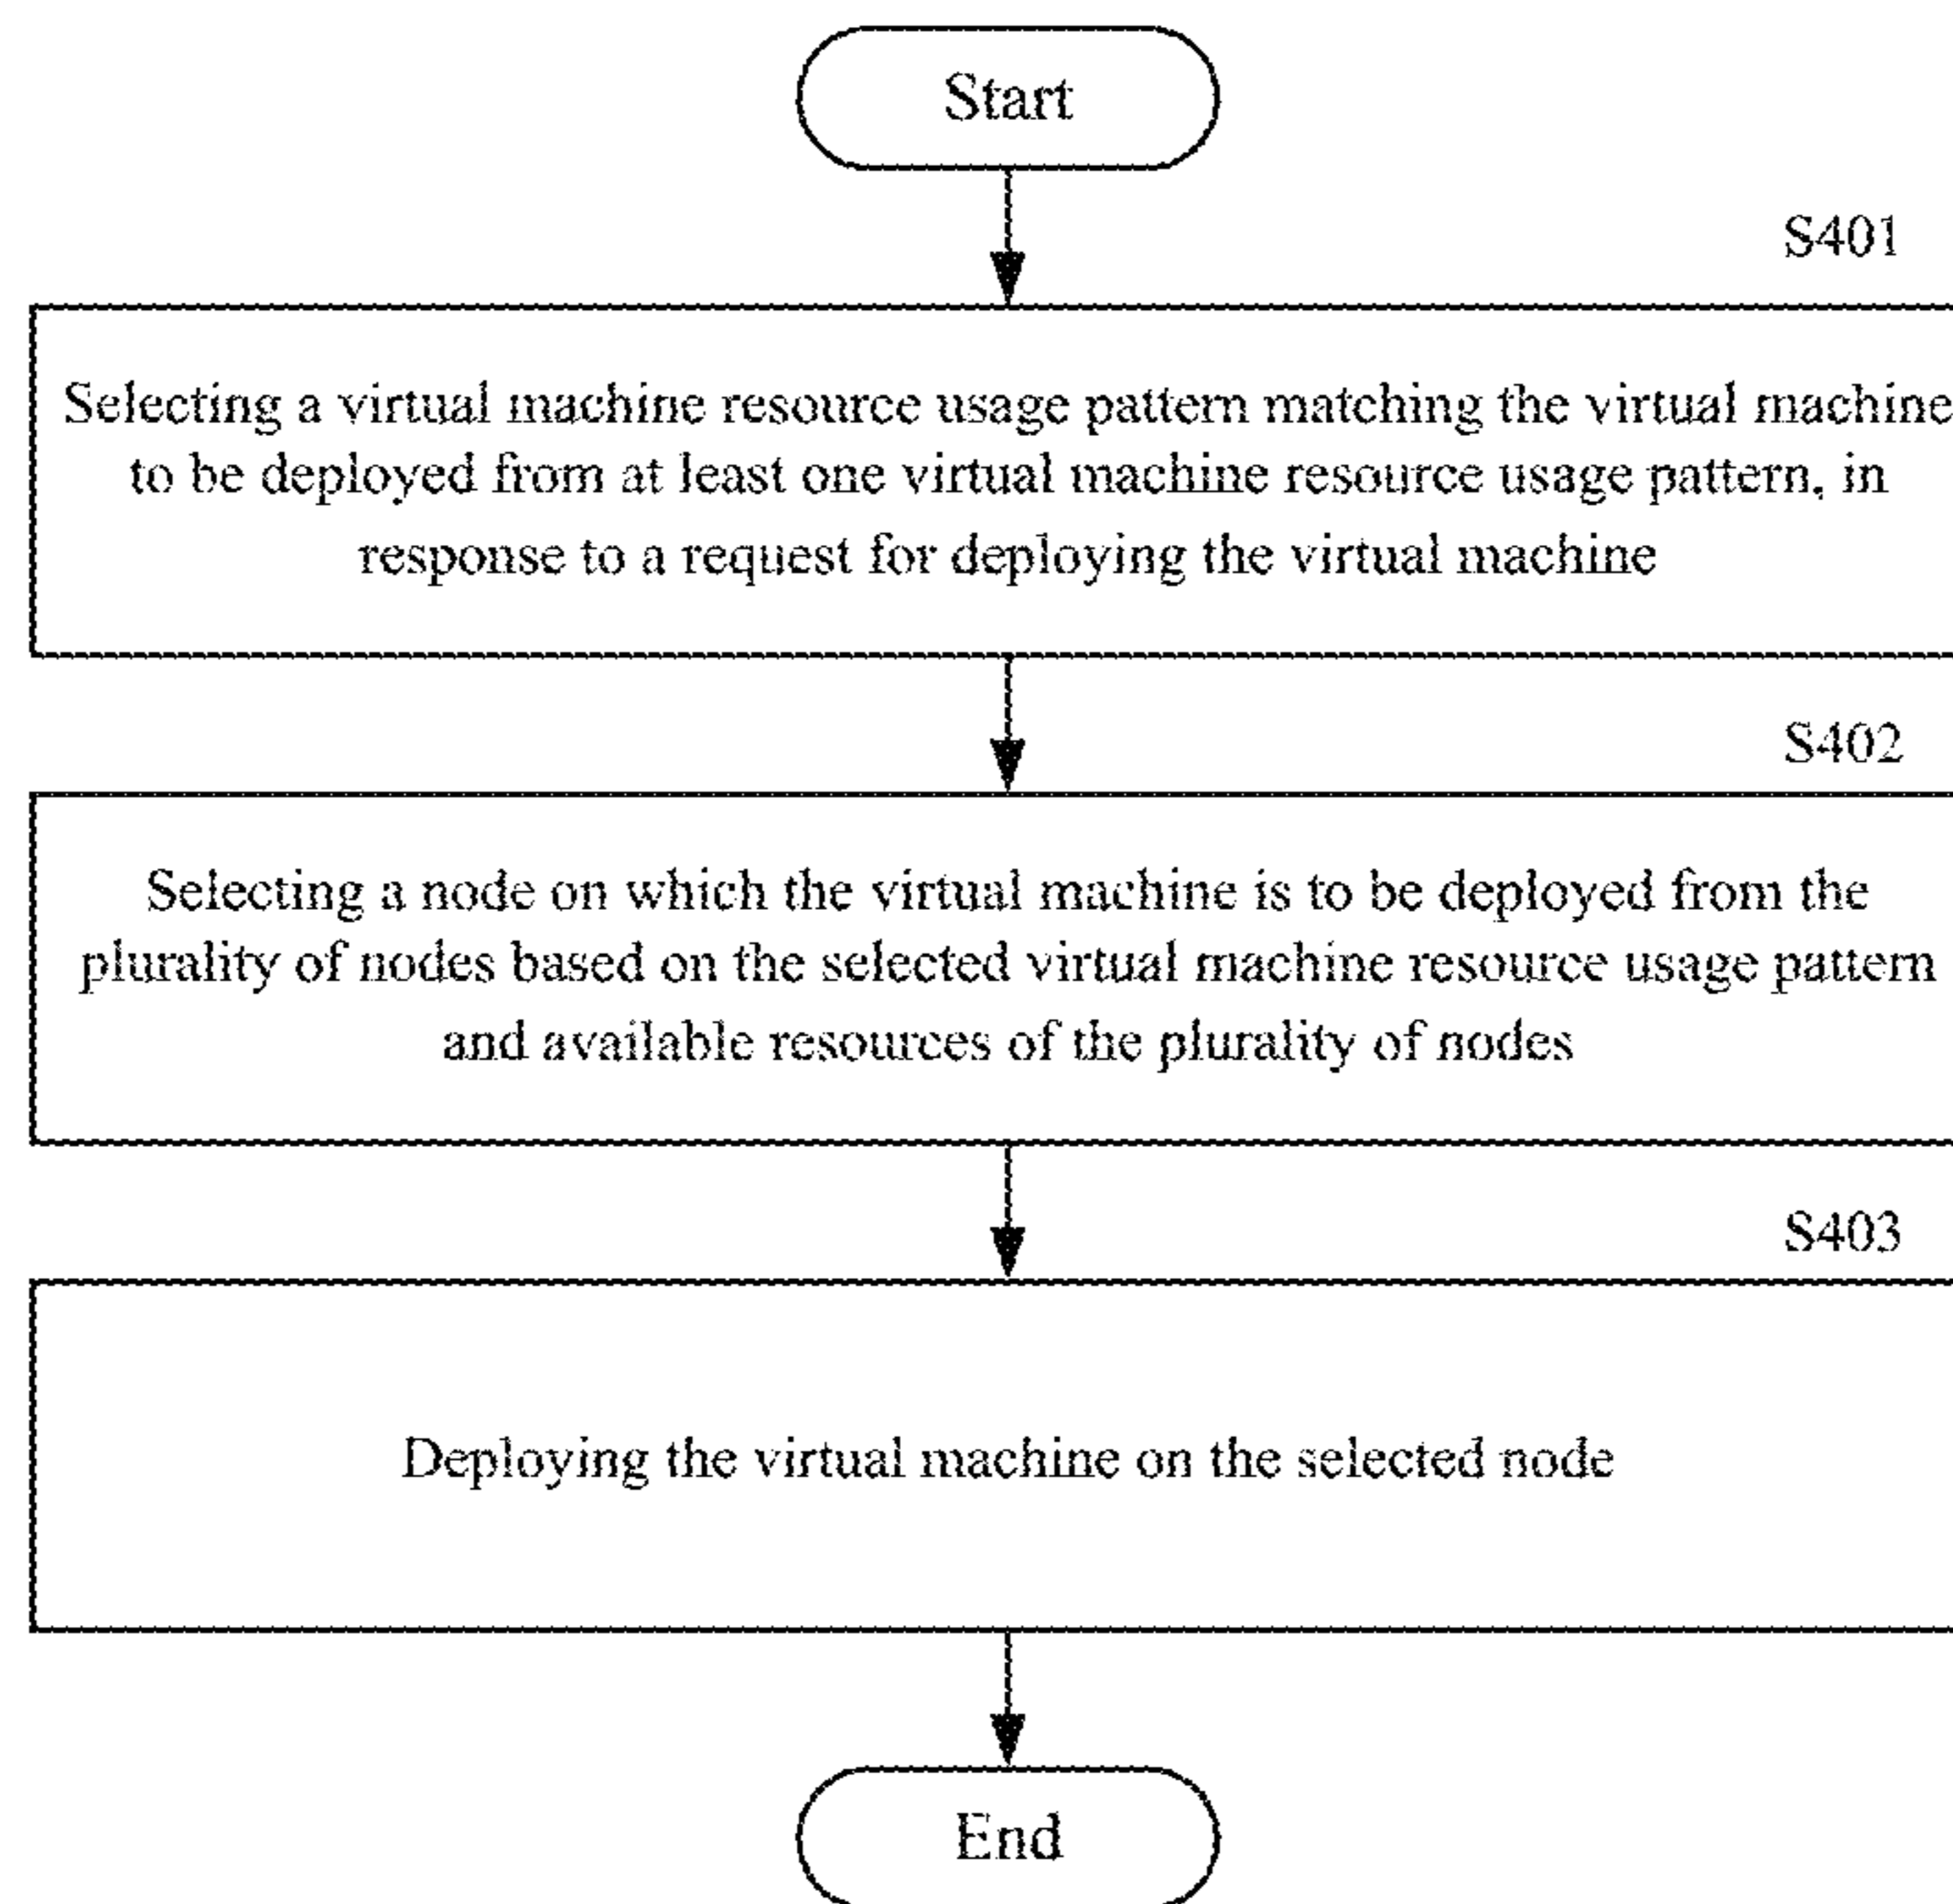 Start
S401
Selecting a virtual machine resource usage pattern matching the virtual machine
to be deployed from at least one virtual machine resource usage pattern, in
response to a request for deploying the virtual machine
S402
Selecting a node on which the virtual machine is to be deployed from the
plurality of nodes based on the selected virtual machine resource usage pattern
and available resources of the plurality of nodes
S403
Deploying the virtual machine on the selected node
End